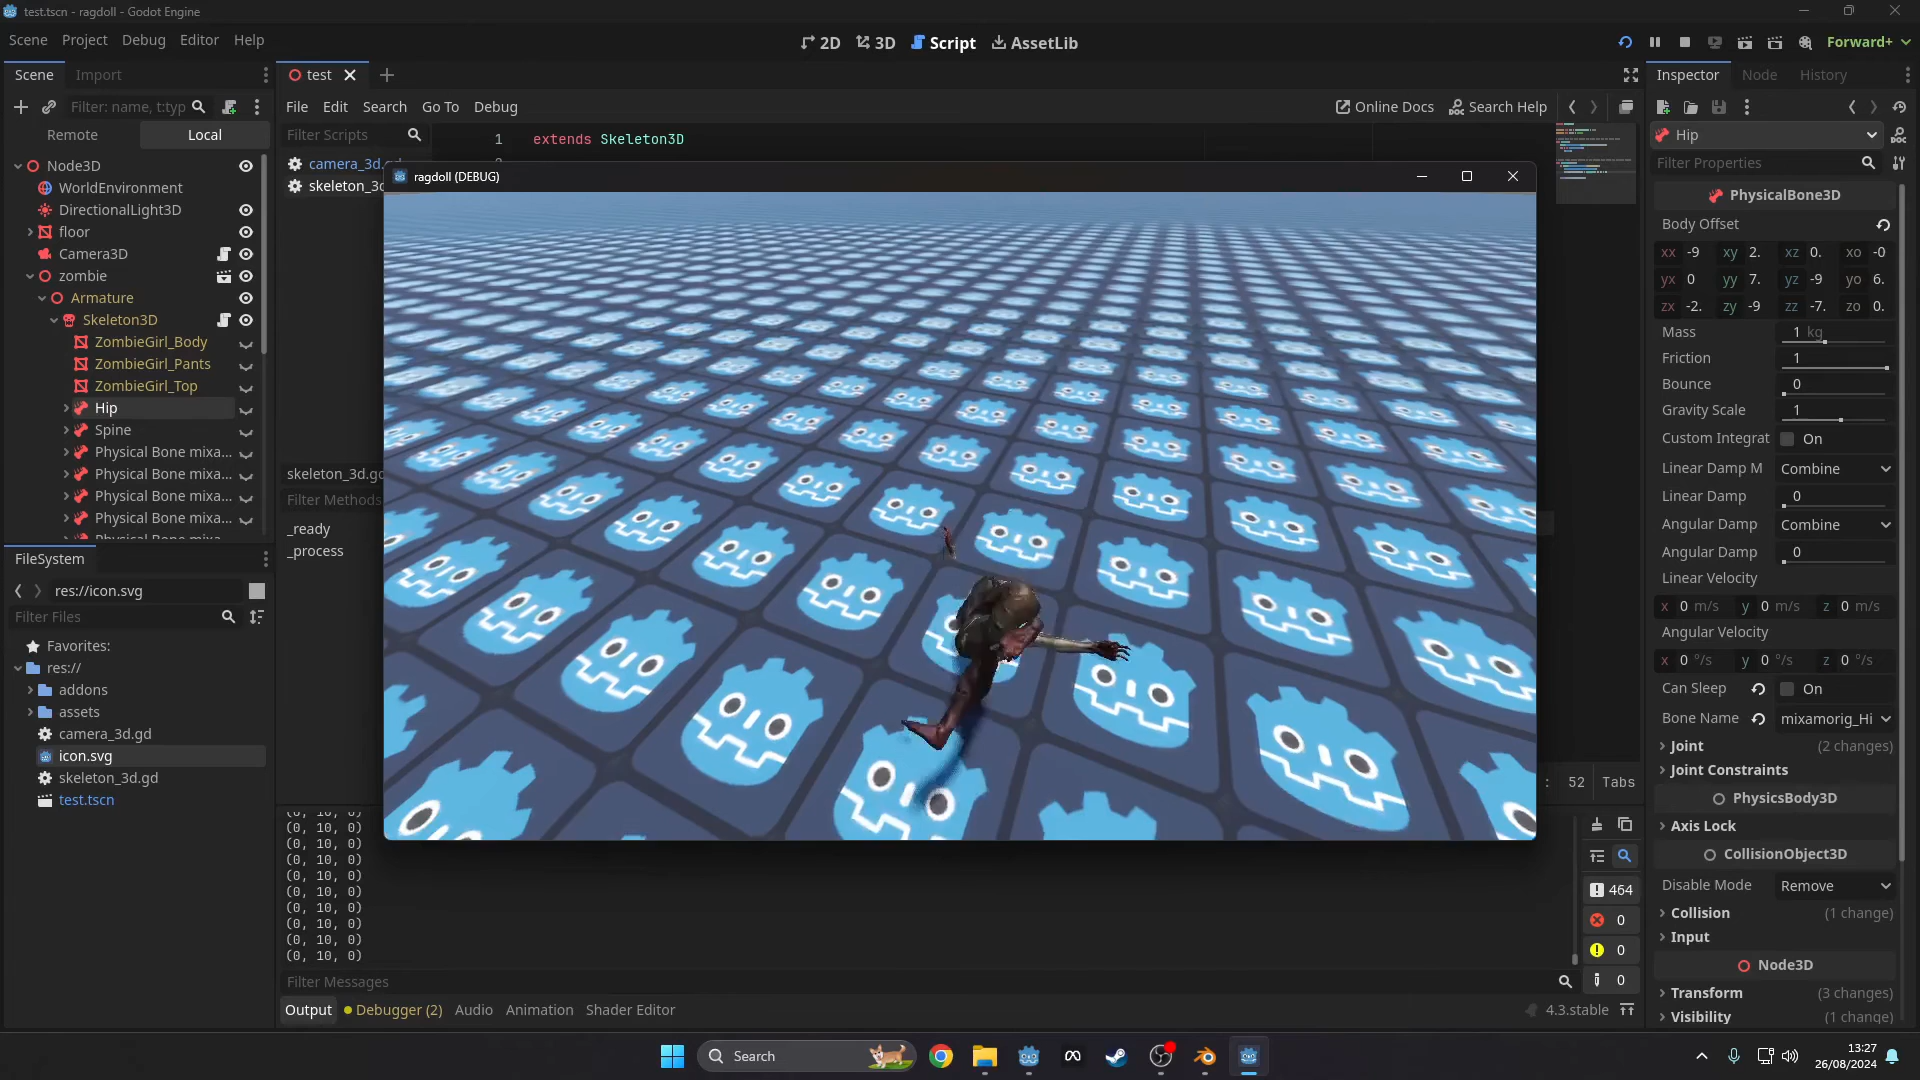 test.tscn - ragdoll - Godot Engine
Scene Project Debug Editor Help
2D 3D Script AssetLib
Forward+
Scene Import
test
Inspector Node History
Filter: name, t:typ
File Edit Search Go To Debug
Online Docs Search Help
Remote Local
Filter Scripts
1 extends Skeleton3D
Hip
Filter Properties
camera_3d.gd
skeleton_3d
ragdoll (DEBUG)
Node3D
WorldEnvironment
DirectionalLight3D
floor
Camera3D
zombie
Armature
Skeleton3D
ZombieGirl_Body
ZombieGirl_Pants
ZombieGirl_Top
Hip
Spine
Physical Bone mixa...
Physical Bone mixa...
Physical Bone mixa...
Physical Bone mixa...
Physical Bone mixa...
skeleton_3d.gd
Filter Methods
_ready
_process
FileSystem
res://icon.svg
Filter Files
Favorites:
res://
addons
assets
camera_3d.gd
icon.svg
skeleton_3d.gd
test.tscn
PhysicalBone3D
Body Offset
xx -9 xy 2. xz 0. xo -0
yx 0 yy 7. yz -9 yo 6.
zx -2. zy -9 zz -7. zo 0.
Mass 1 kg
Friction 1
Bounce 0
Gravity Scale 1
Custom Integrat On
Linear Damp M Combine
Linear Damp 0
Angular Damp Combine
Angular Damp 0
Linear Velocity
x 0 m/s y 0 m/s z 0 m/s
Angular Velocity
x 0 °/s y 0 °/s z 0 °/s
Can Sleep On
Bone Name mixamorig_Hi
Joint (2 changes)
Joint Constraints
PhysicsBody3D
Axis Lock
CollisionObject3D
Disable Mode Remove
Collision (1 change)
Input
Node3D
Transform (3 changes)
Visibility (1 change)
: 52 Tabs
(0, 10, 0)
(0, 10, 0)
(0, 10, 0)
(0, 10, 0)
(0, 10, 0)
(0, 10, 0)
(0, 10, 0)
(0, 10, 0)
(0, 10, 0)
(0, 10, 0)
464
0
0
0
Filter Messages
Output Debugger (2) Audio Animation Shader Editor
4.3.stable
Search
13:27
26/08/2024